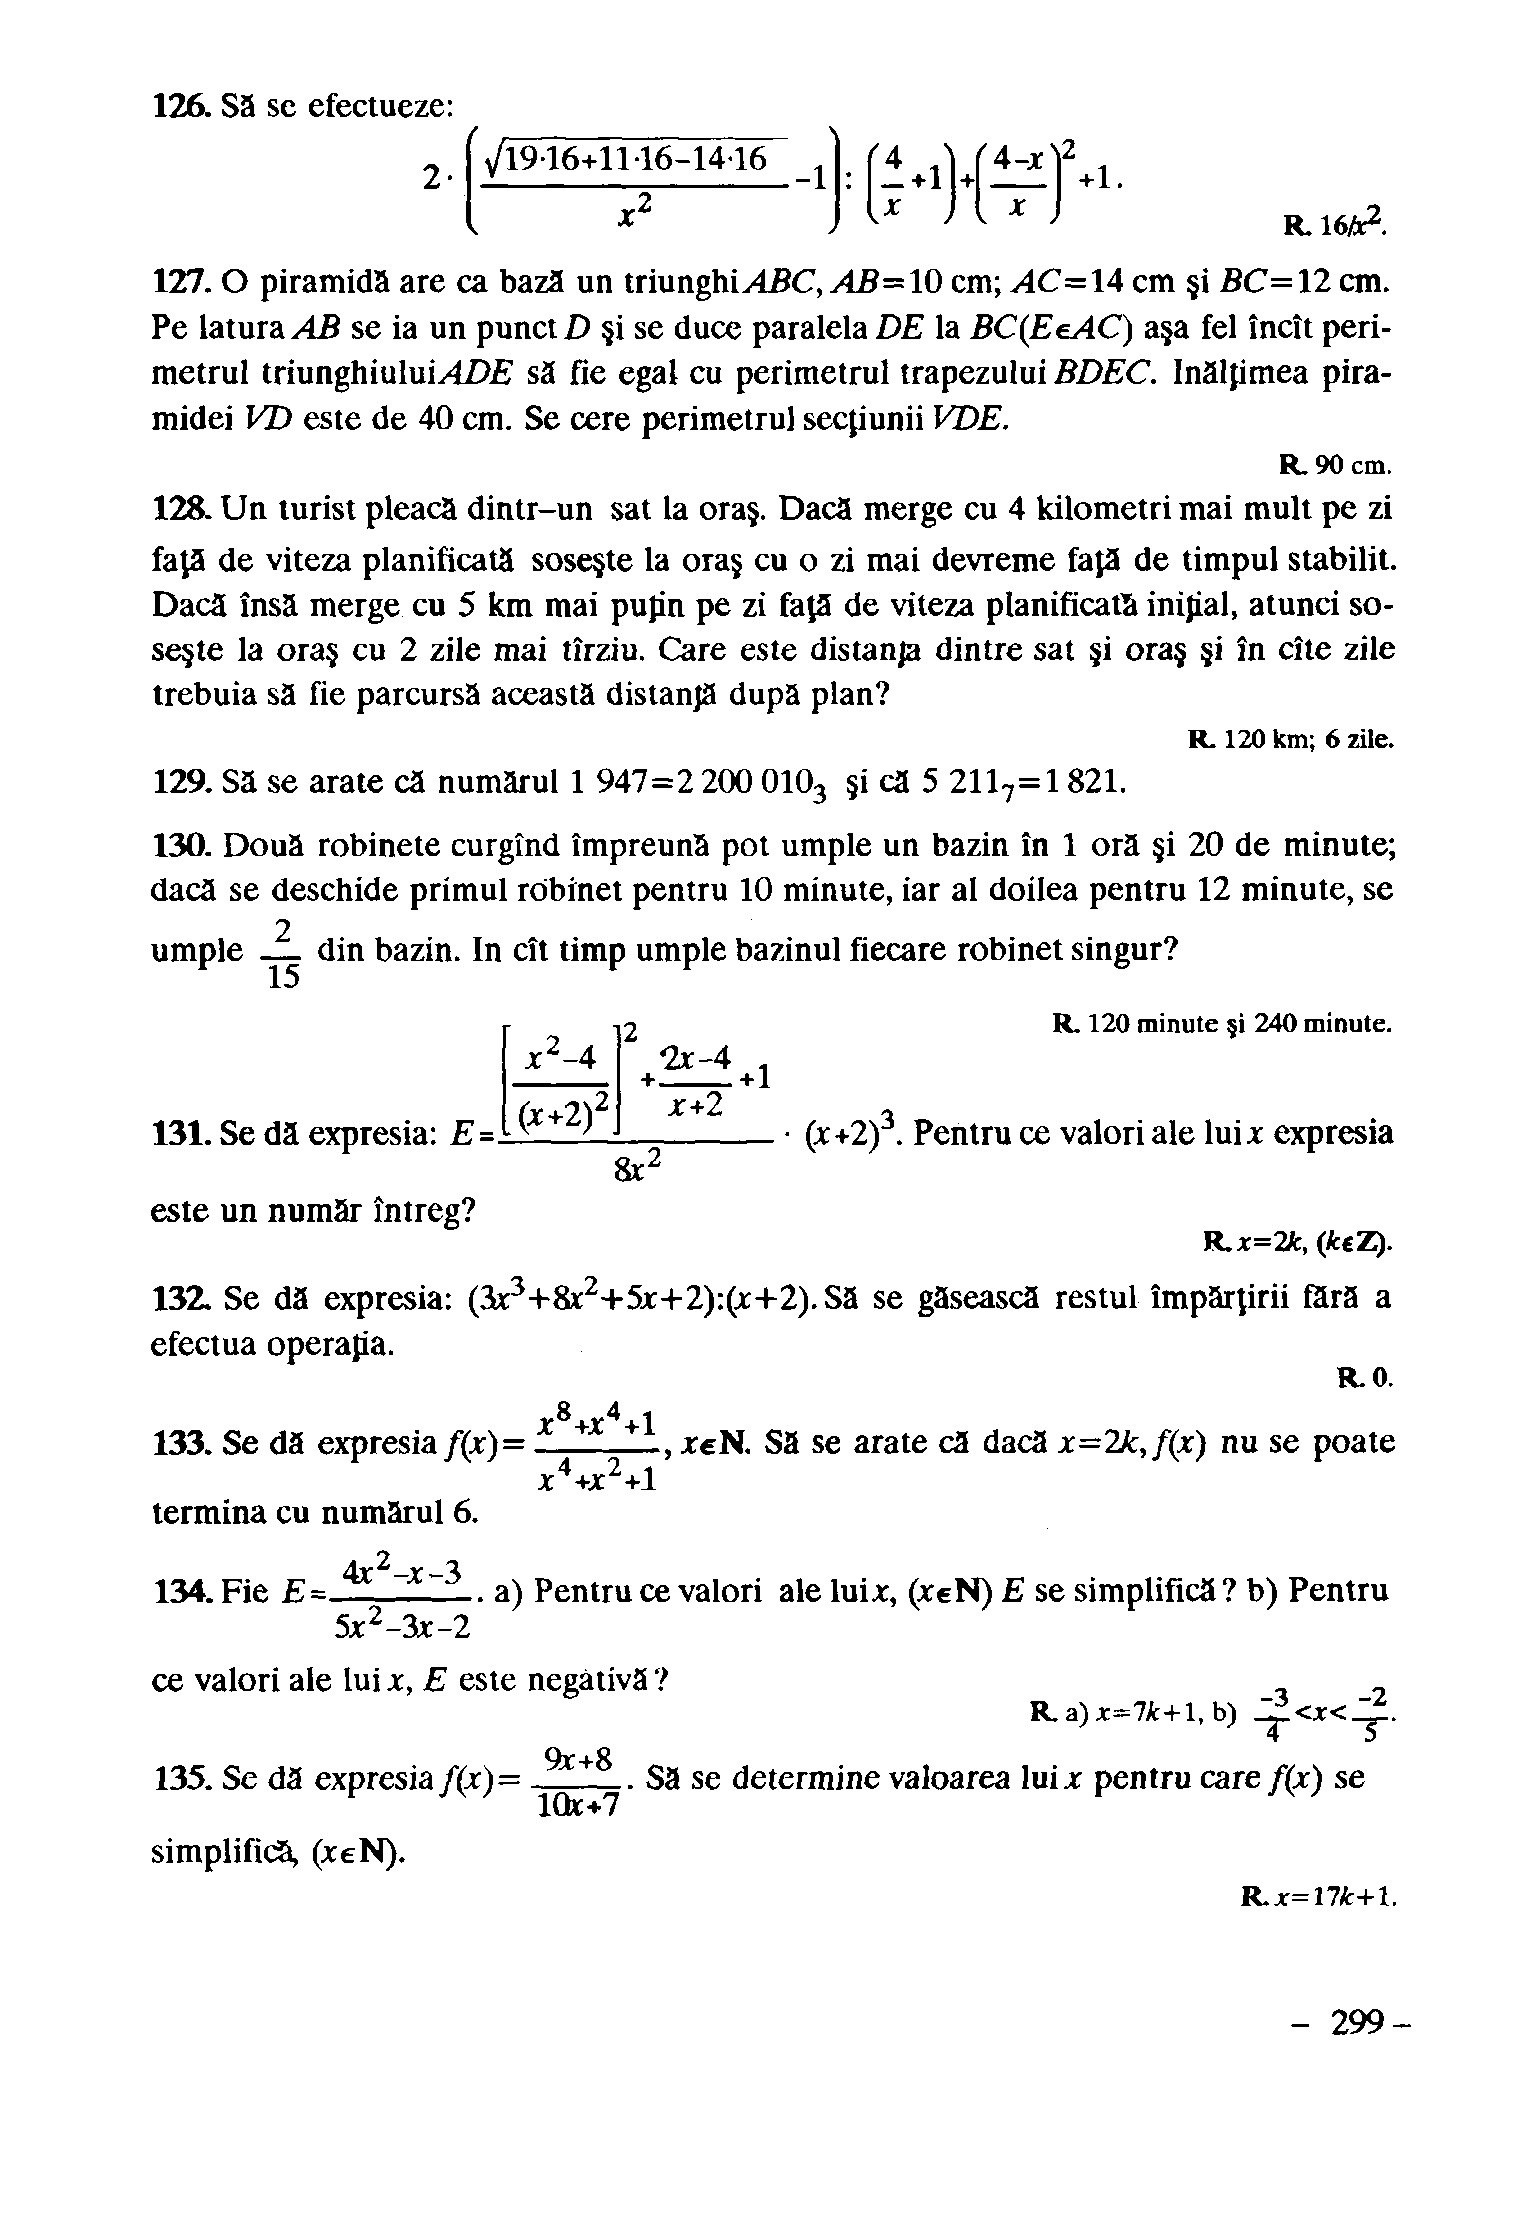 126. Să se efectueze:
2· ( √19·16+11·16−14·16 / x² −1 ) : ( 4/x +1 ) + ( 4−x / x )² +1.
R. 16/x².
127. O piramidă are ca bază un triunghi ABC, AB=10 cm; AC=14 cm şi BC=12 cm.
Pe latura AB se ia un punct D şi se duce paralela DE la BC(E∈AC) aşa fel încît peri-
metrul triunghiului ADE să fie egal cu perimetrul trapezului BDEC. Inălţimea pira-
midei VD este de 40 cm. Se cere perimetrul secţiunii VDE.
R. 90 cm.
128. Un turist pleacă dintr–un sat la oraş. Dacă merge cu 4 kilometri mai mult pe zi
faţă de viteza planificată soseşte la oraş cu o zi mai devreme faţă de timpul stabilit.
Dacă însă merge cu 5 km mai puţin pe zi faţă de viteza planificată iniţial, atunci so-
seşte la oraş cu 2 zile mai tîrziu. Care este distanţa dintre sat şi oraş şi în cîte zile
trebuia să fie parcursă această distanţă după plan?
R. 120 km; 6 zile.
129. Să se arate că numărul 1 947=2 200 010₃ şi că 5 211₇=1 821.
130. Două robinete curgînd împreună pot umple un bazin în 1 oră şi 20 de minute;
dacă se deschide primul robinet pentru 10 minute, iar al doilea pentru 12 minute, se
umple 2/15 din bazin. In cît timp umple bazinul fiecare robinet singur?
R. 120 minute şi 240 minute.
131. Se dă expresia: E= ( [ x²−4 / (x+2)² ]² + 2x−4 / x+2 +1 ) / 8x² · (x+2)³. Pentru ce valori ale lui x expresia
este un număr întreg?
R. x=2k, (k∈Z).
132. Se dă expresia: (3x³+8x²+5x+2):(x+2). Să se găsească restul împărţirii fără a
efectua operaţia.
R. 0.
133. Se dă expresia f(x)= x⁸+x⁴+1 / x⁴+x²+1 , x∈N. Să se arate că dacă x=2k, f(x) nu se poate
termina cu numărul 6.
134. Fie E= 4x²−x−3 / 5x²−3x−2 . a) Pentru ce valori ale lui x, (x∈N) E se simplifică? b) Pentru
ce valori ale lui x, E este negativă?
R. a) x=7k+1, b) −3/4 <x< −2/5 .
135. Se dă expresia f(x)= 9x+8 / 10x+7 . Să se determine valoarea lui x pentru care f(x) se
simplifică, (x∈N).
R. x=17k+1.
– 299 –